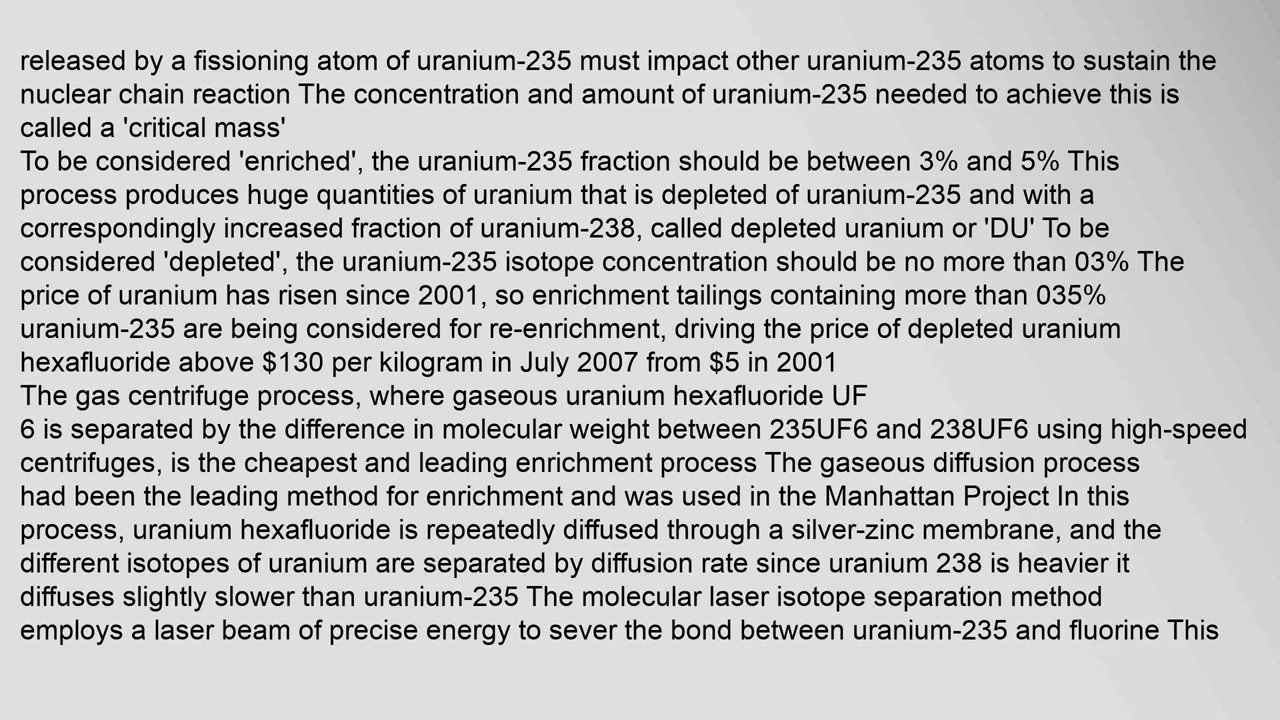 released by a fissioning atom of uranium-235 must impact other uranium-235 atoms to sustain the
nuclear chain reaction The concentration and amount of uranium-235 needed to achieve this is
called a 'critical mass'
To be considered 'enriched', the uranium-235 fraction should be between 3% and 5% This
process produces huge quantities of uranium that is depleted of uranium-235 and with a
correspondingly increased fraction of uranium-238, called depleted uranium or 'DU' To be
considered 'depleted', the uranium-235 isotope concentration should be no more than 03% The
price of uranium has risen since 2001, so enrichment tailings containing more than 035%
uranium-235 are being considered for re-enrichment, driving the price of depleted uranium
hexafluoride above $130 per kilogram in July 2007 from $5 in 2001
The gas centrifuge process, where gaseous uranium hexafluoride UF
6 is separated by the difference in molecular weight between 235UF6 and 238UF6 using high-speed
centrifuges, is the cheapest and leading enrichment process The gaseous diffusion process
had been the leading method for enrichment and was used in the Manhattan Project In this
process, uranium hexafluoride is repeatedly diffused through a silver-zinc membrane, and the
different isotopes of uranium are separated by diffusion rate since uranium 238 is heavier it
diffuses slightly slower than uranium-235 The molecular laser isotope separation method
employs a laser beam of precise energy to sever the bond between uranium-235 and fluorine This